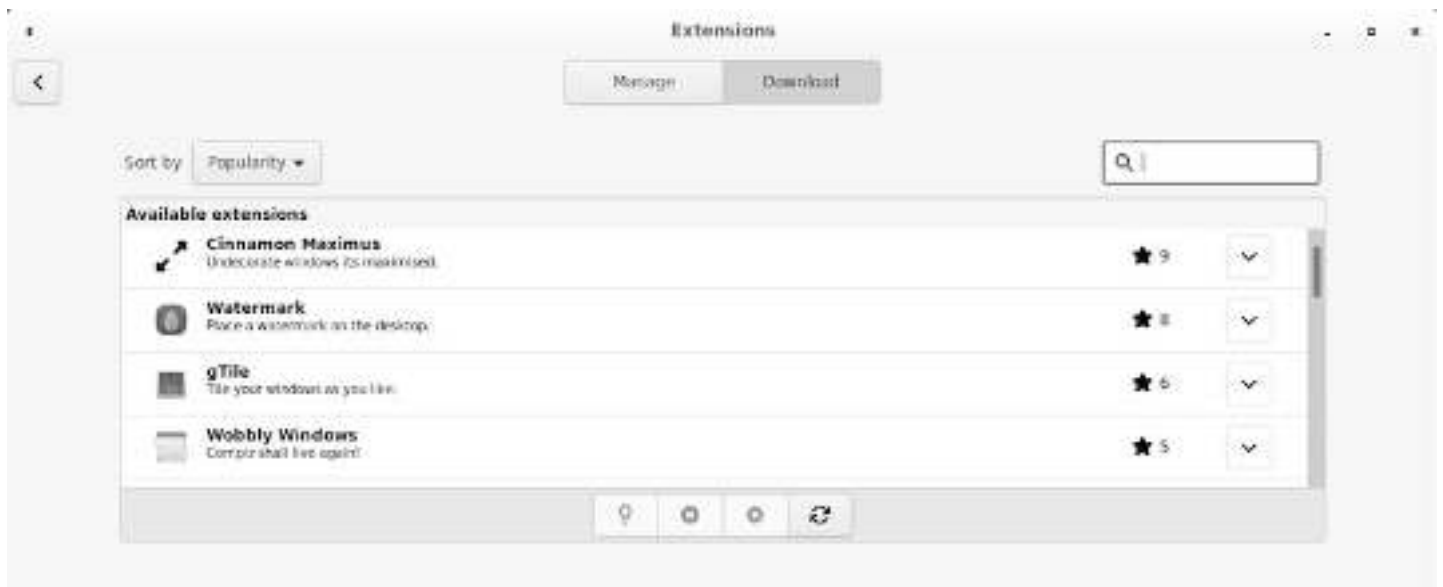 Extensions
Manage Download
Sort by Popularity
Available extensions
Cinnamon Maximus
Undecorate windows its maximised.
9
Watermark
Place a watermark on the desktop.
8
gTile
Tile your windows as you like.
6
Wobbly Windows
Compiz shall live again!
5